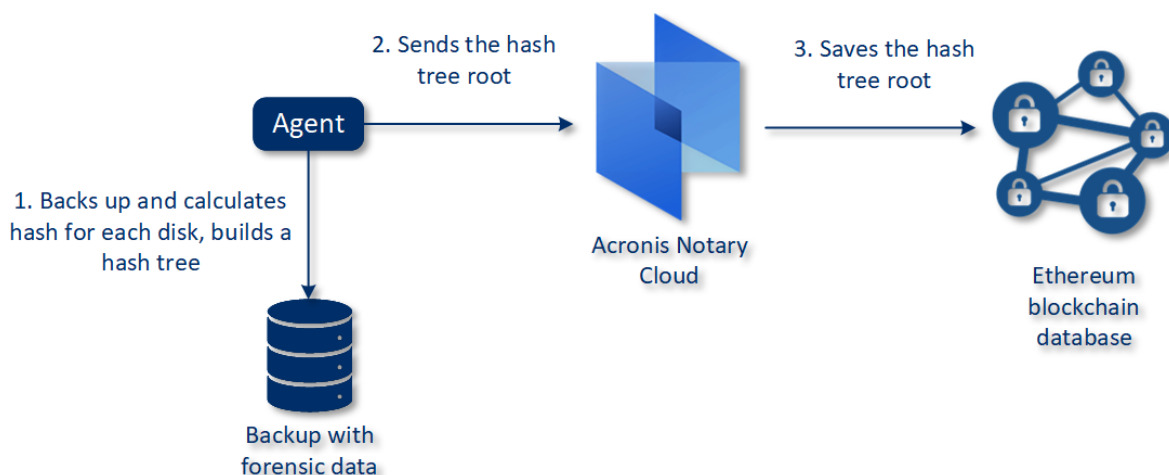 2. Sends the hash
tree root
3. Saves the hash
tree root
Agent
1. Backs up and calculates
hash for each disk, builds a
hash tree
Acronis Notary
Cloud
Ethereum
blockchain
database
Backup with
forensic data